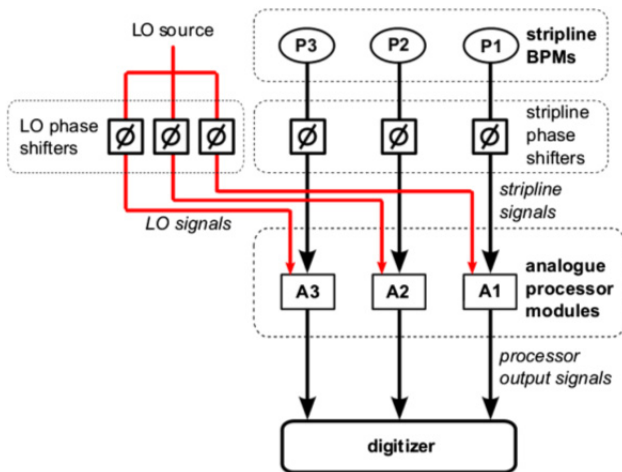 LO source
P3
P2
P1
stripline
BPMs
LO phase
shifters
Ø
Ø
Ø
Ø
Ø
Ø
stripline
phase
shifters
LO signals
stripline
signals
A3
A2
A1
analogue
processor
modules
processor
output signals
digitizer